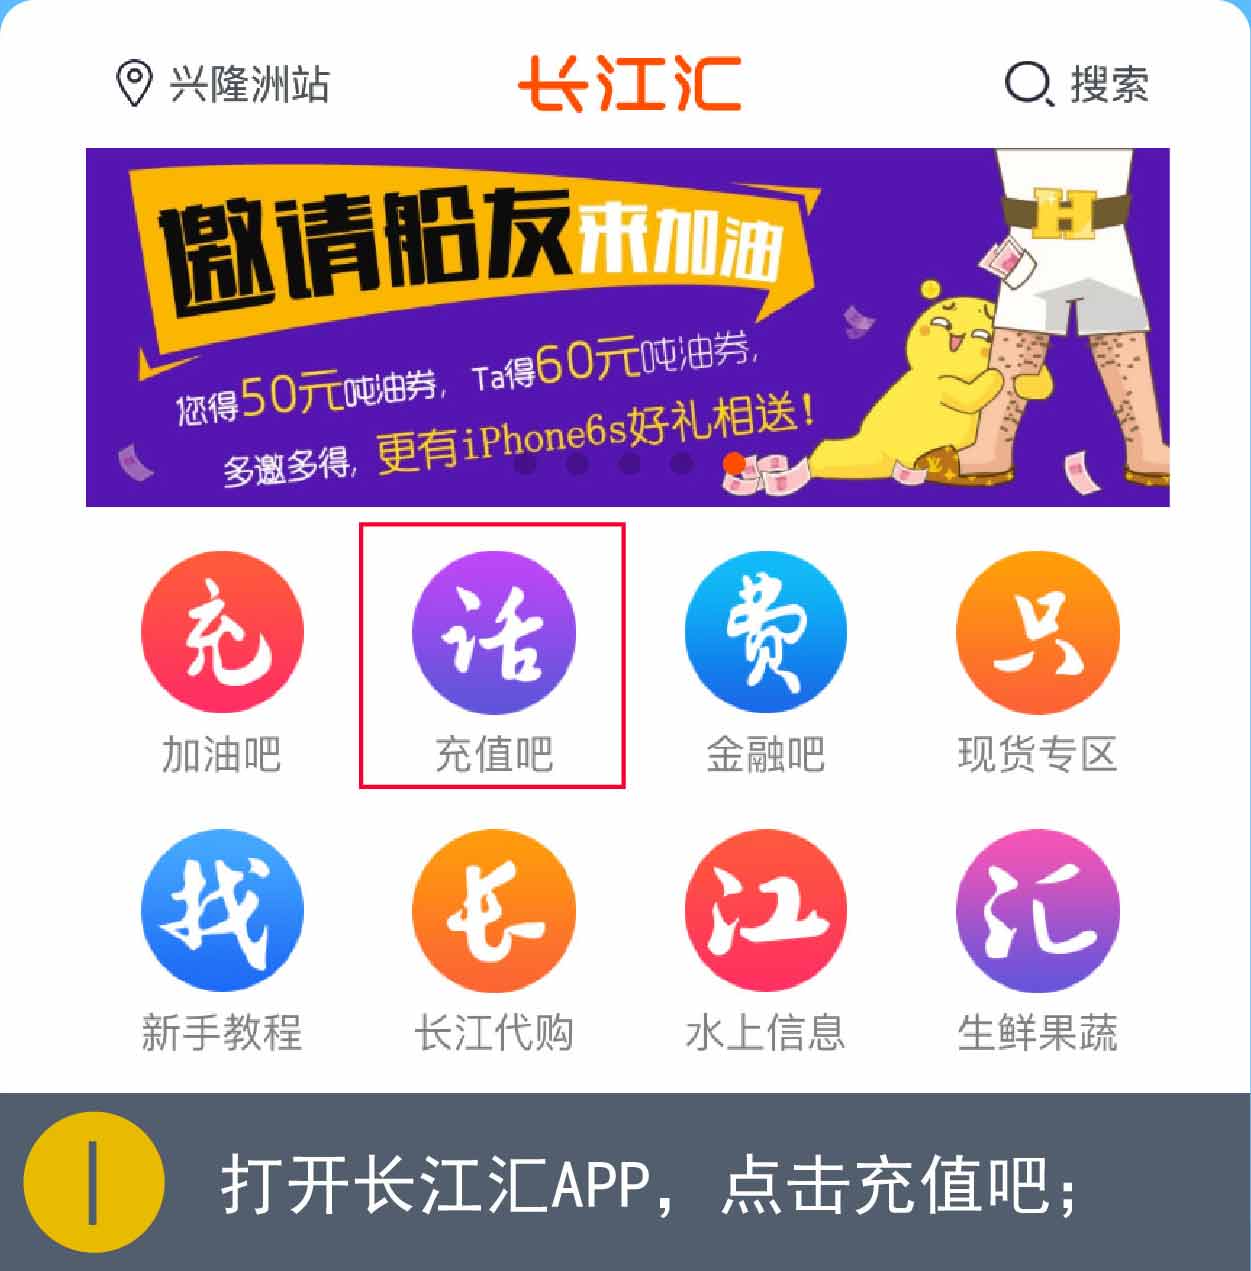 兴隆洲站 长江汇 搜索
邀请船友来加油
您得50元吨油券, Ta得60元吨油券,
多邀多得, 更有iPhone6s好礼相送!
充 话 费 只
加油吧 充值吧 金融吧 现货专区
找 长 江 汇
新手教程 长江代购 水上信息 生鲜果蔬
1 打开长江汇APP，点击充值吧；